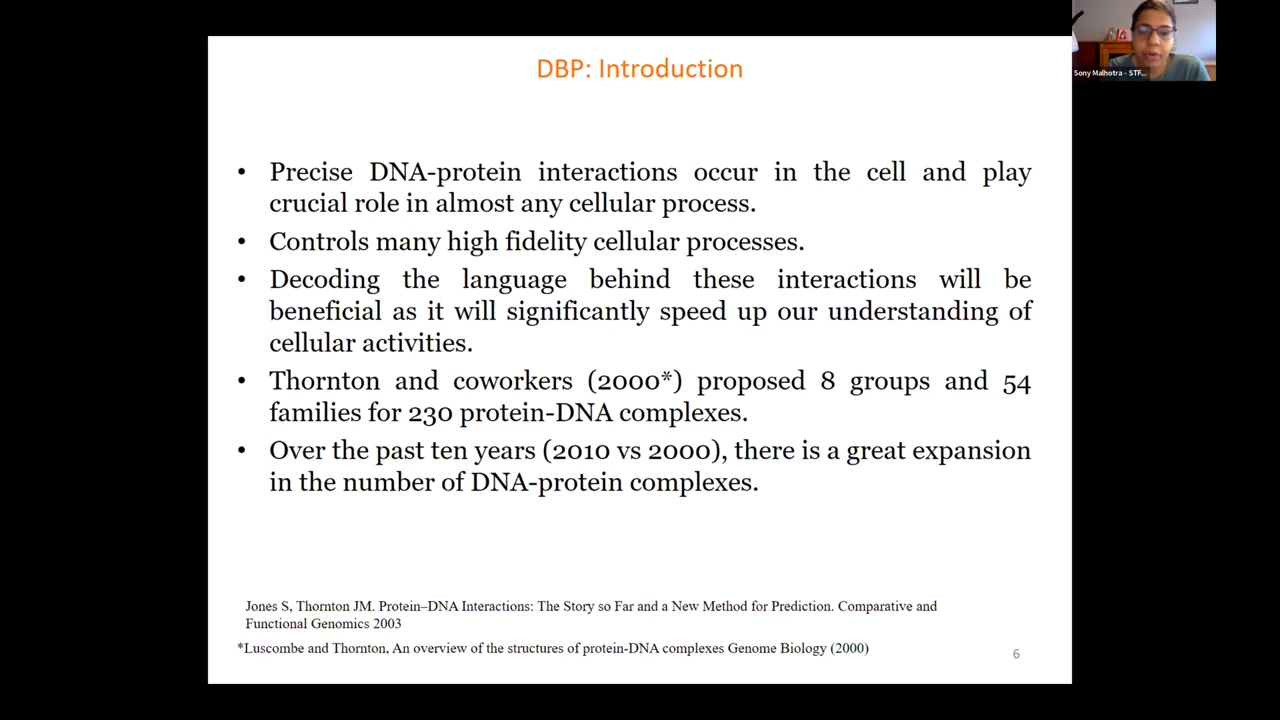 DBP: Introduction
Sony Malhotra - STF...
• Precise DNA-protein interactions occur in the cell and play
crucial role in almost any cellular process.
• Controls many high fidelity cellular processes.
• Decoding the language behind these interactions will be
beneficial as it will significantly speed up our understanding of
cellular activities.
• Thornton and coworkers (2000*) proposed 8 groups and 54
families for 230 protein-DNA complexes.
• Over the past ten years (2010 vs 2000), there is a great expansion
in the number of DNA-protein complexes.
Jones S, Thornton JM. Protein–DNA Interactions: The Story so Far and a New Method for Prediction. Comparative and
Functional Genomics 2003
*Luscombe and Thornton, An overview of the structures of protein-DNA complexes Genome Biology (2000)
6